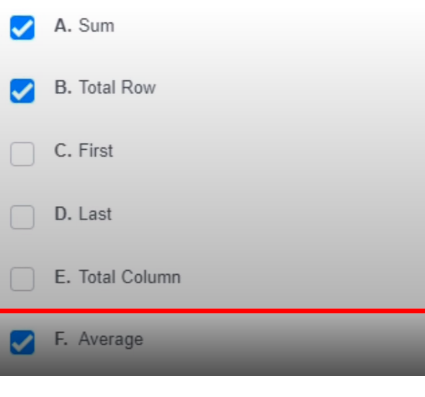 A. Sum
B. Total Row
C. First
D. Last
E. Total Column
F. Average